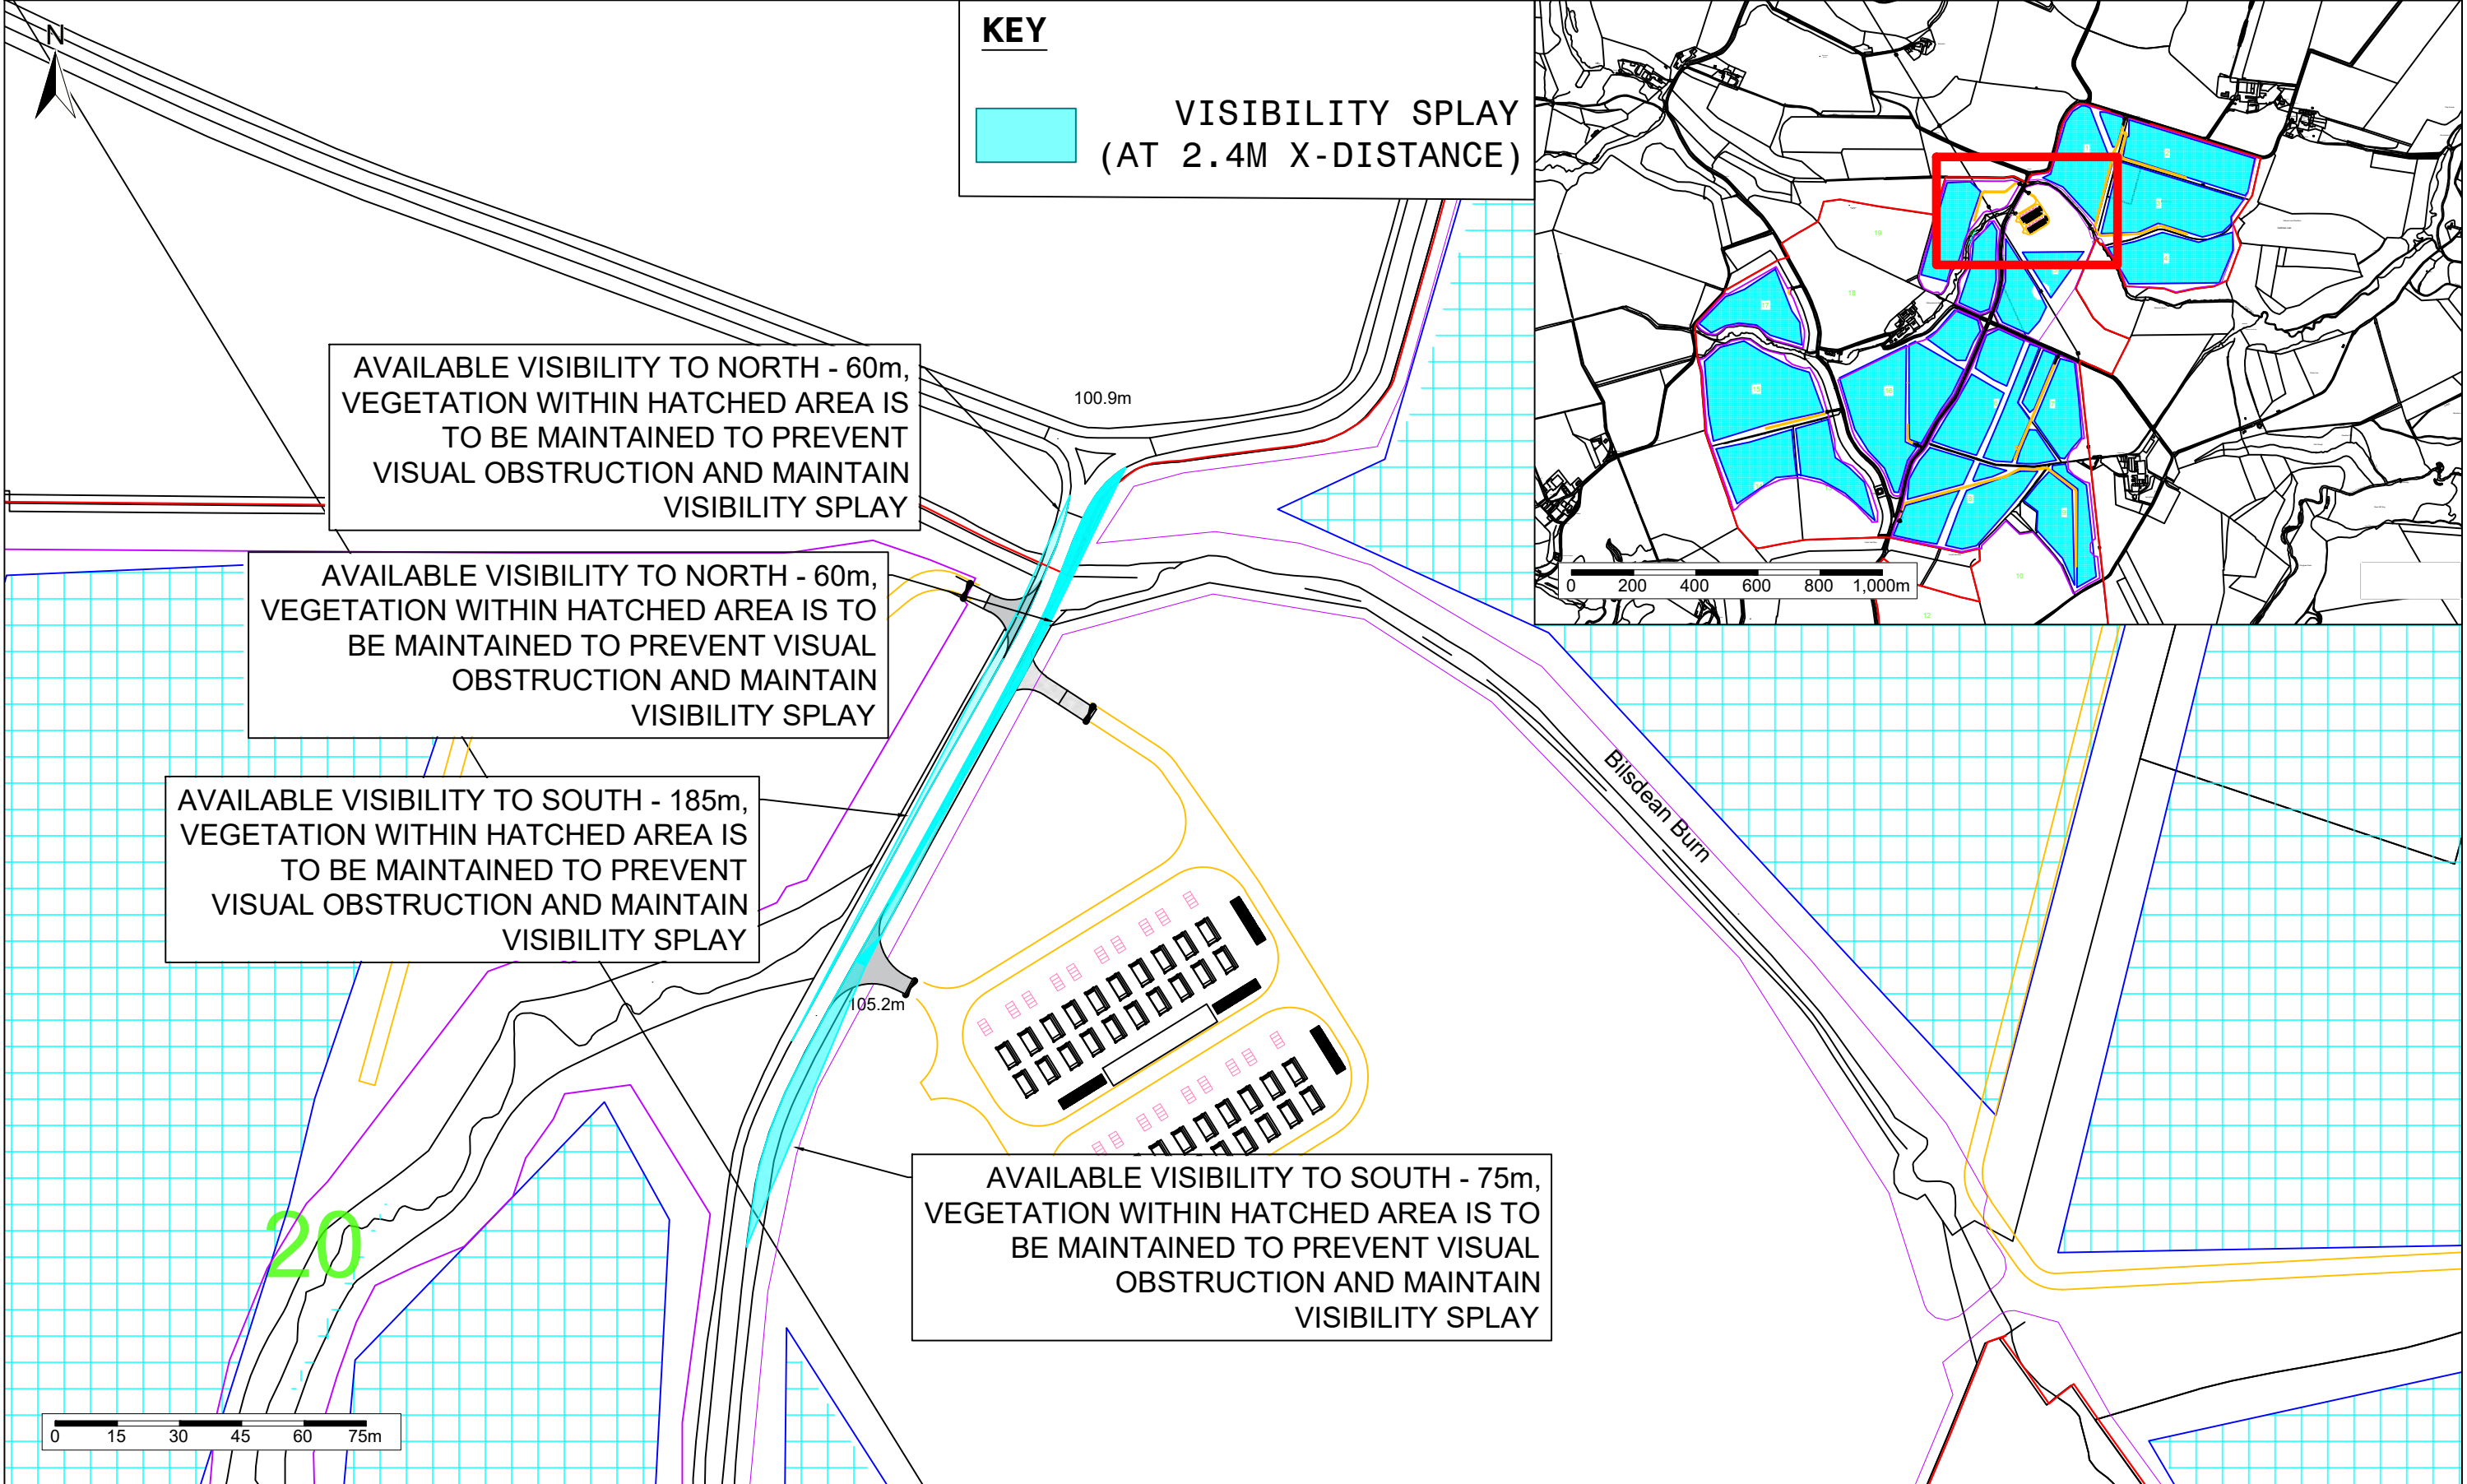 N
KEY
VISIBILITY SPLAY
(AT 2.4M X-DISTANCE)
AVAILABLE VISIBILITY TO NORTH - 60m,
VEGETATION WITHIN HATCHED AREA IS
TO BE MAINTAINED TO PREVENT
VISUAL OBSTRUCTION AND MAINTAIN
VISIBILITY SPLAY
100.9m
AVAILABLE VISIBILITY TO NORTH - 60m,
VEGETATION WITHIN HATCHED AREA IS TO
BE MAINTAINED TO PREVENT VISUAL
OBSTRUCTION AND MAINTAIN
VISIBILITY SPLAY
AVAILABLE VISIBILITY TO SOUTH - 185m,
VEGETATION WITHIN HATCHED AREA IS
TO BE MAINTAINED TO PREVENT
VISUAL OBSTRUCTION AND MAINTAIN
VISIBILITY SPLAY
105.2m
Bilsdean Burn
AVAILABLE VISIBILITY TO SOUTH - 75m,
VEGETATION WITHIN HATCHED AREA IS TO
BE MAINTAINED TO PREVENT VISUAL
OBSTRUCTION AND MAINTAIN
VISIBILITY SPLAY
20
0 15 30 45 60 75m
19
18
17
10
12
0 200 400 600 800 1,000m